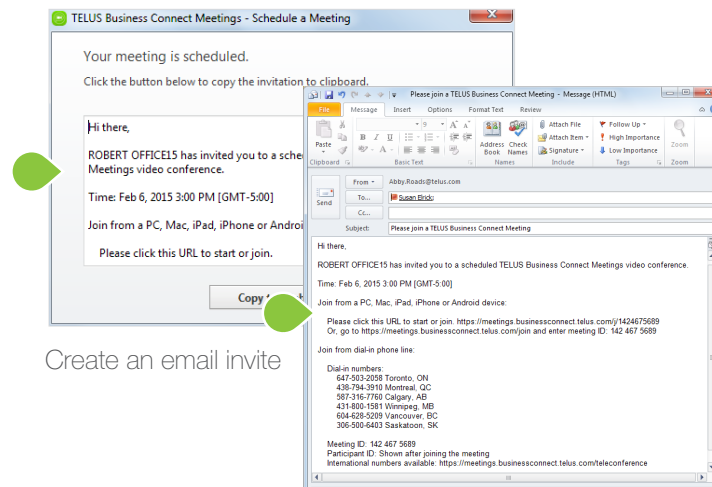 TELUS Business Connect Meetings - Schedule a Meeting
Your meeting is scheduled.
Click the button below to copy the invitation to clipboard.
Hi there,
ROBERT OFFICE15 has invited you to a sche
Meetings video conference.
Time: Feb 6, 2015 3:00 PM [GMT-5:00]
Join from a PC, Mac, iPad, iPhone or Androi
Please click this URL to start or join.
Copy
Create an email invite
Please join a TELUS Business Connect Meeting - Message (HTML)
File Message Insert Options Format Text Review
Paste
Clipboard
9
B I U
Basic Text
Address Book
Check Names
Names
Attach File
Attach Item
Signature
Include
Follow Up
High Importance
Low Importance
Tags
Zoom
Zoom
Send
From Abby.Roads@telus.com
To... Susan Brick;
Cc...
Subject: Please join a TELUS Business Connect Meeting
Hi there,
ROBERT OFFICE15 has invited you to a scheduled TELUS Business Connect Meetings video conference.
Time: Feb 6, 2015 3:00 PM [GMT-5:00]
Join from a PC, Mac, iPad, iPhone or Android device:
Please click this URL to start or join. https://meetings.businessconnect.telus.com/j/1424675689
Or, go to https://meetings.businessconnect.telus.com/join and enter meeting ID: 142 467 5689
Join from dial-in phone line:
Dial-in numbers:
647-503-2058 Toronto, ON
438-794-3910 Montreal, QC
587-316-7760 Calgary, AB
431-800-1581 Winnipeg, MB
604-628-5209 Vancouver, BC
306-500-6403 Saskatoon, SK
Meeting ID: 142 467 5689
Participant ID: Shown after joining the meeting
International numbers available: https://meetings.businessconnect.telus.com/teleconference